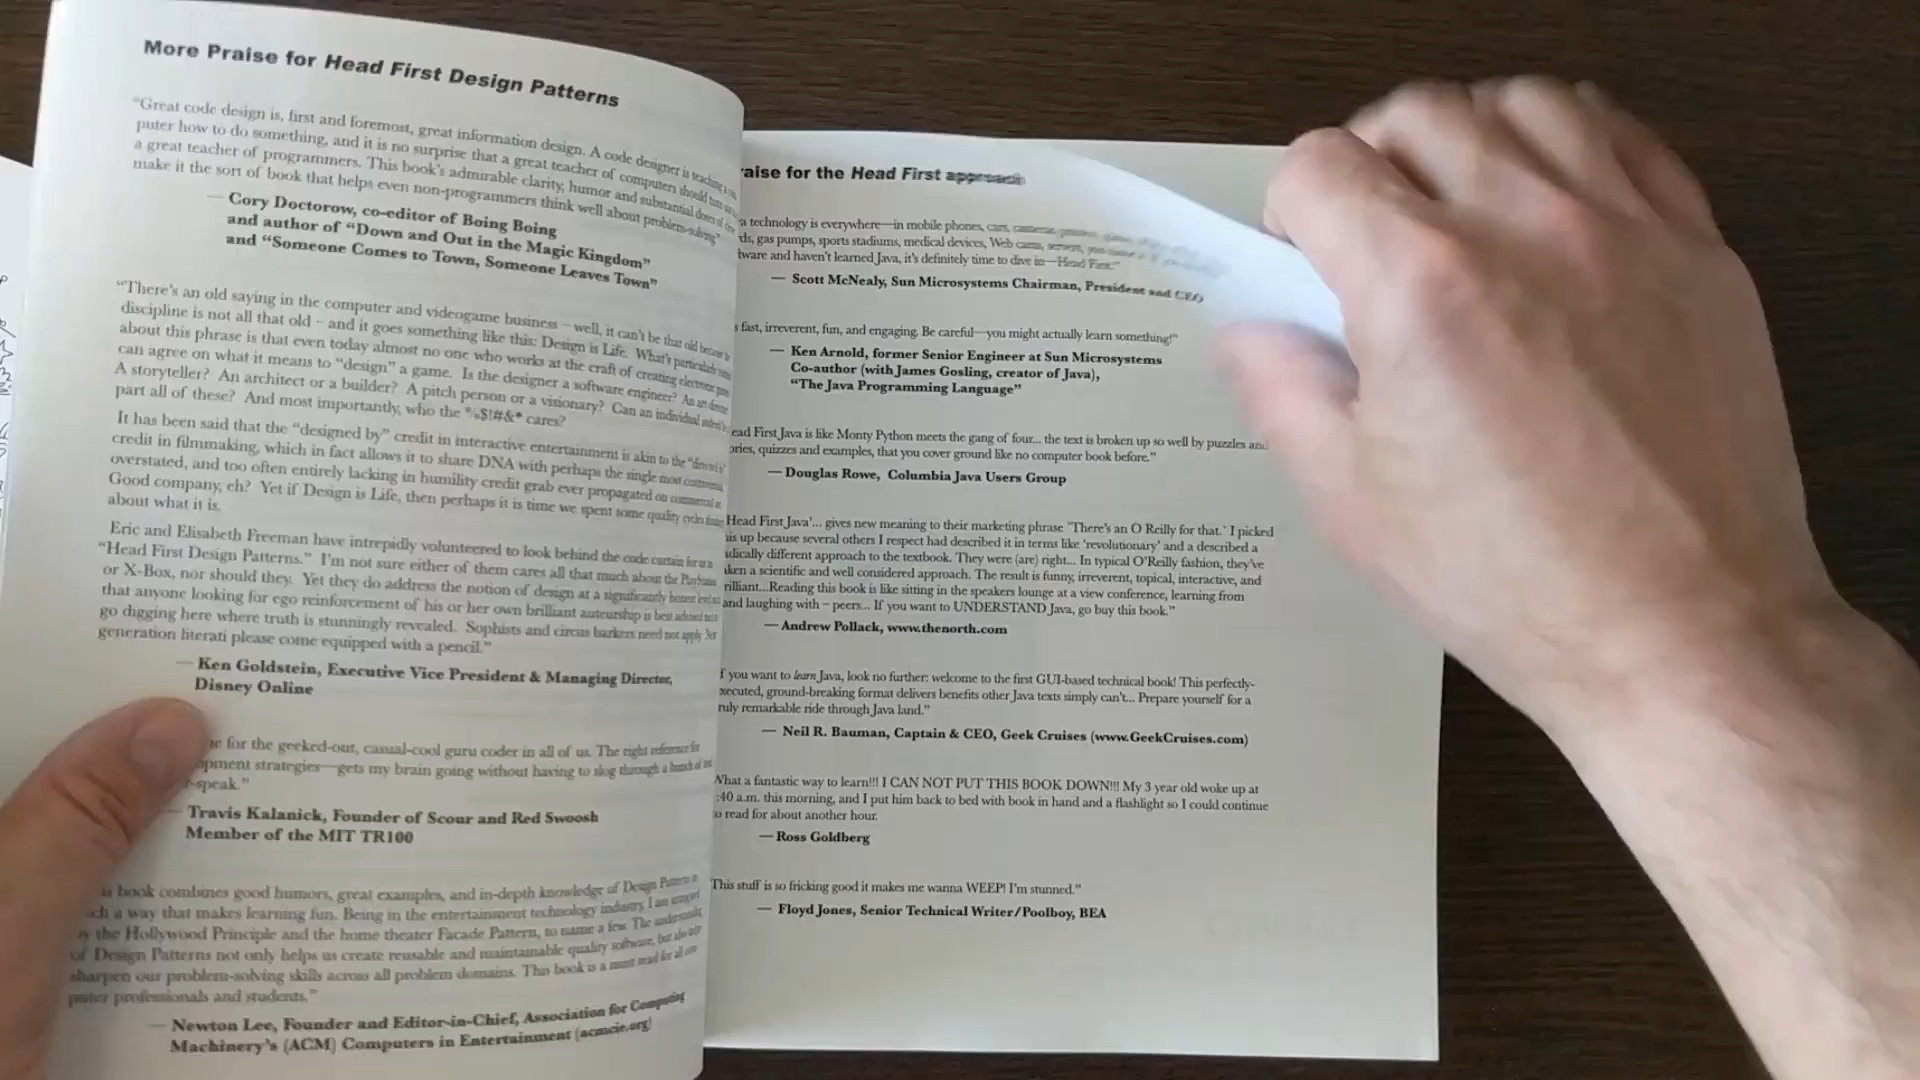 More Praise for Head First Design Patterns
“Great code design is, first and foremost, great information design. A code designer is teaching a
puter how to do something, and it is no surprise that a great teacher of computers should turn out
a great teacher of programmers. This book’s admirable clarity, humor and substantial doses of
make it the sort of book that helps even non-programmers think well about problem-solving”
— Cory Doctorow, co-editor of Boing Boing
and author of “Down and Out in the Magic Kingdom”
and “Someone Comes to Town, Someone Leaves Town”
“There’s an old saying in the computer and videogame business – well, it can’t be that old because
discipline is not all that old – and it goes something like this: Design is Life. What’s particularly
about this phrase is that even today almost no one who works at the craft of creating electronic
can agree on what it means to “design” a game. Is the designer a software engineer? An art
A storyteller? An architect or a builder? A pitch person or a visionary? Can an individual indeed
part all of these? And most importantly, who the %$!#&* cares?
It has been said that the “designed by” credit in interactive entertainment is akin to the
credit in filmmaking, which in fact allows it to share DNA with perhaps the single most
overstated, and too often entirely lacking in humility credit grab ever propagated on commercial
Good company, eh? Yet if Design is Life, then perhaps it is time we spent some quality cycles
about what it is.
Eric and Elisabeth Freeman have intrepidly volunteered to look behind the code curtain for us
“Head First Design Patterns.” I’m not sure either of them cares all that much about the
or X-Box, nor should they. Yet they do address the notion of design at a significantly honest
that anyone looking for ego reinforcement of his or her own brilliant auteurship is best advised
go digging here where truth is stunningly revealed. Sophists and circus barkers need not apply
generation literati please come equipped with a pencil.”
— Ken Goldstein, Executive Vice President & Managing Director,
Disney Online
for the geeked-out, casual-cool guru coder in all of us. The right reference for
opment strategies—gets my brain going without having to slog through a bunch of
-speak.”
— Travis Kalanick, Founder of Scour and Red Swoosh
Member of the MIT TR100
book combines good humors, great examples, and in-depth knowledge of Design Patterns
ch a way that makes learning fun. Being in the entertainment technology industry, I am
the Hollywood Principle and the home theater Facade Pattern, to name a few. The
of Design Patterns not only helps us create reusable and maintainable quality software, but also
sharpen our problem-solving skills across all problem domains. This book is a must read for all
puter professionals and students.”
— Newton Lee, Founder and Editor-in-Chief, Association for Computing
Machinery’s (ACM) Computers in Entertainment (acmcie.org)
raise for the Head First approach
a technology is everywhere—in mobile phones, cars, cameras,
ds, gas pumps, sports stadiums, medical devices, Web cams, servers,
tware and haven’t learned Java, it’s definitely time to dive in—Head First.”
— Scott McNealy, Sun Microsystems Chairman, President and CEO
s fast, irreverent, fun, and engaging. Be careful—you might actually learn something!”
— Ken Arnold, former Senior Engineer at Sun Microsystems
Co-author (with James Gosling, creator of Java),
“The Java Programming Language”
ead First Java is like Monty Python meets the gang of four... the text is broken up so well by puzzles and
ories, quizzes and examples, that you cover ground like no computer book before.”
— Douglas Rowe, Columbia Java Users Group
Head First Java’... gives new meaning to their marketing phrase ‘There’s an O Reilly for that.’ I picked
is up because several others I respect had described it in terms like ‘revolutionary’ and a described a
dically different approach to the textbook. They were (are) right... In typical O’Reilly fashion, they’ve
aken a scientific and well considered approach. The result is funny, irreverent, topical, interactive, and
rilliant...Reading this book is like sitting in the speakers lounge at a view conference, learning from
and laughing with – peers... If you want to UNDERSTAND Java, go buy this book.”
— Andrew Pollack, www.thenorth.com
f you want to learn Java, look no further: welcome to the first GUI-based technical book! This perfectly-
xecuted, ground-breaking format delivers benefits other Java texts simply can’t... Prepare yourself for a
ruly remarkable ride through Java land.”
— Neil R. Bauman, Captain & CEO, Geek Cruises (www.GeekCruises.com)
What a fantastic way to learn!!! I CAN NOT PUT THIS BOOK DOWN!!! My 3 year old woke up at
:40 a.m. this morning, and I put him back to bed with book in hand and a flashlight so I could continue
o read for about another hour.
— Ross Goldberg
This stuff is so fricking good it makes me wanna WEEP! I’m stunned.”
— Floyd Jones, Senior Technical Writer/Poolboy, BEA